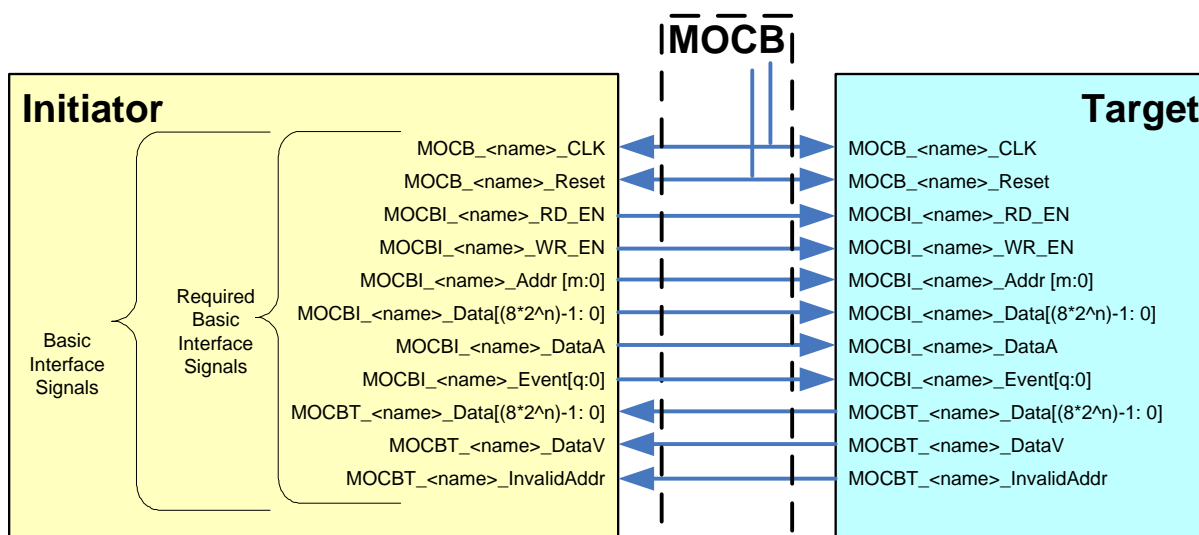 MOCB
Initiator
Target
MOCB_<name>_CLK
MOCB_<name>_CLK
MOCB_<name>_Reset
MOCB_<name>_Reset
MOCBI_<name>_RD_EN
MOCBI_<name>_RD_EN
MOCBI_<name>_WR_EN
MOCBI_<name>_WR_EN
MOCBI_<name>_Addr [m:0]
MOCBI_<name>_Addr [m:0]
MOCBI_<name>_Data[(8*2^n)-1: 0]
MOCBI_<name>_Data[(8*2^n)-1: 0]
MOCBI_<name>_DataA
MOCBI_<name>_DataA
MOCBI_<name>_Event[q:0]
MOCBI_<name>_Event[q:0]
MOCBT_<name>_Data[(8*2^n)-1: 0]
MOCBT_<name>_Data[(8*2^n)-1: 0]
MOCBT_<name>_DataV
MOCBT_<name>_DataV
MOCBT_<name>_InvalidAddr
MOCBT_<name>_InvalidAddr
Required
Basic
Interface
Signals
Basic
Interface
Signals